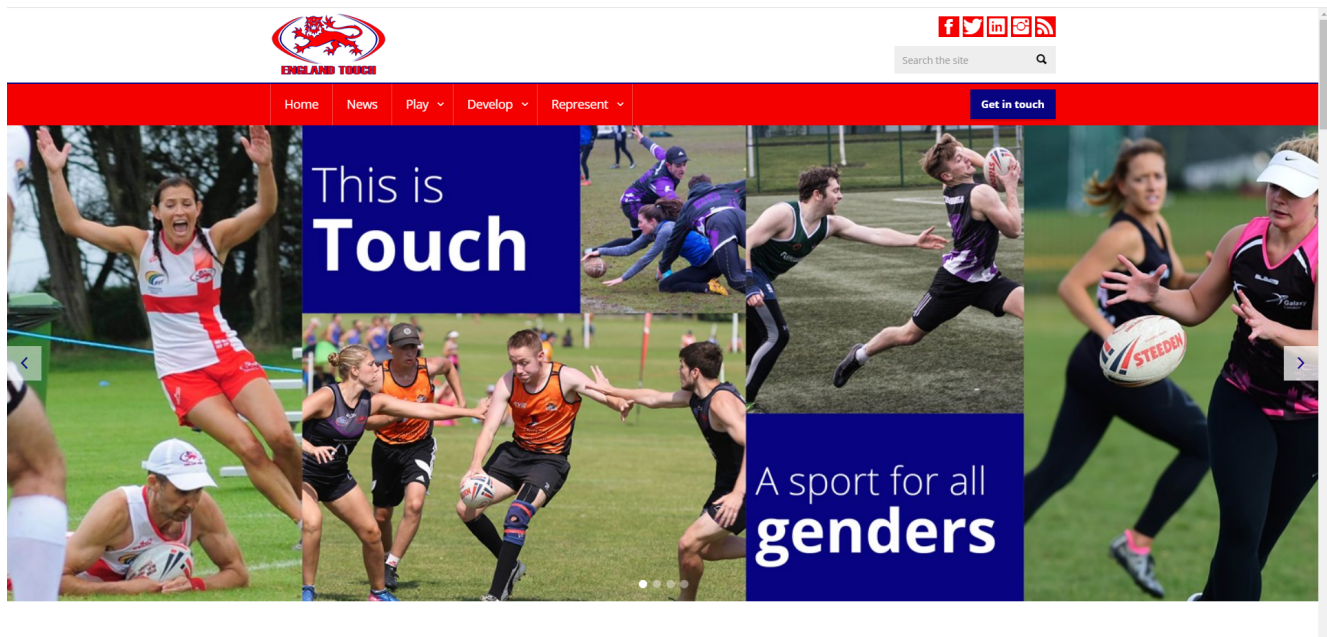 ENGLAND TOUCH
Search the site
Home
News
Play
Develop
Represent
Get in touch
This is
Touch
STEEDEN
Galaxy
A sport for all
genders